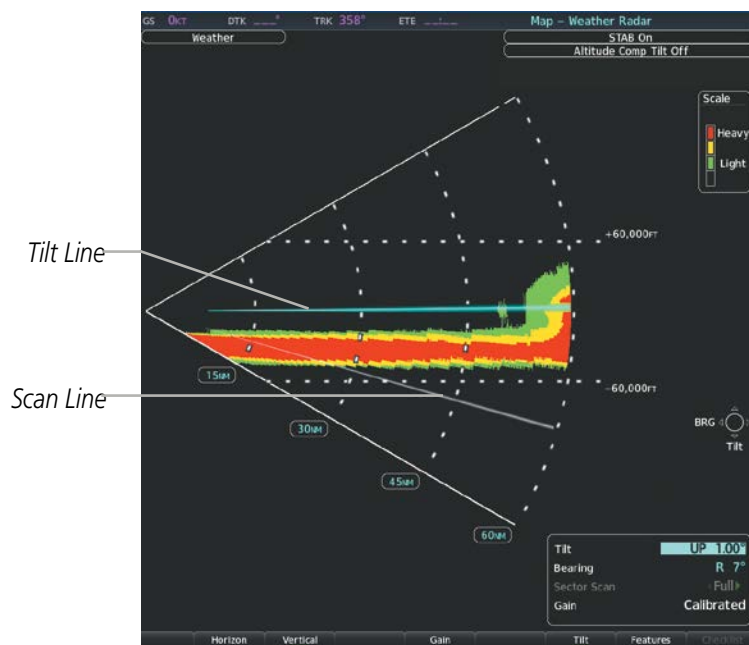 GS 0KT DTK ___° TRK 358° ETE __:__ Map – Weather Radar
Weather
STAB On
Altitude Comp Tilt Off
Scale
Heavy
Light
+60,000FT
Tilt Line
Scan Line
15NM
-60,000FT
30NM
BRG
Tilt
45NM
60NM
Tilt UP 1.00°
Bearing R 7°
Sector Scan Full
Gain Calibrated
Horizon Vertical Gain Tilt Features Checklist